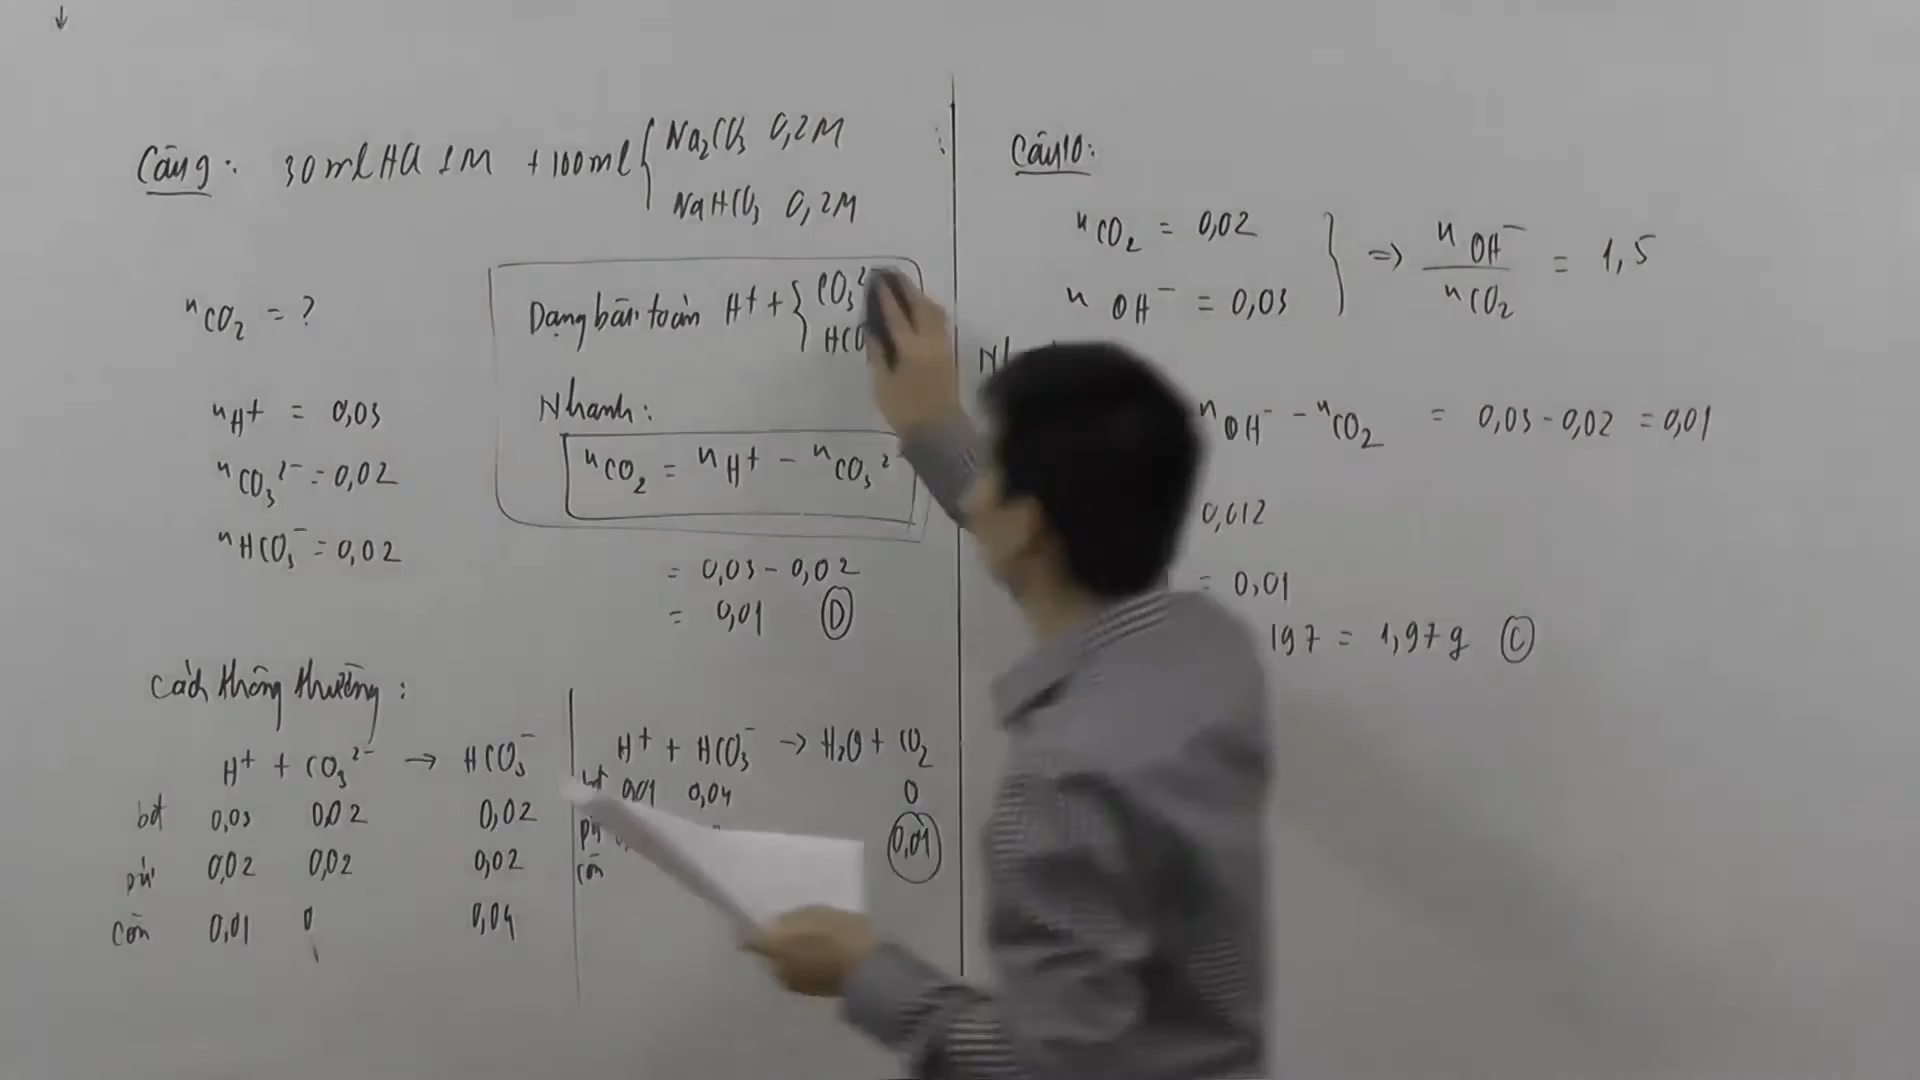 Câu 9: 30ml HCl 1M + 100ml { Na2CO3 0,2M
NaHCO3 0,2M
nCO2 = ?
nH+ = 0,03
nCO3^2- = 0,02
nHCO3^- = 0,02
Dạng bài toán H+ + { CO3^2
HCO
Nhanh:
nCO2 = nH+ - nCO3^2
= 0,03 - 0,02
= 0,01 D
Cách thông thường:
H+ + CO3^2- → HCO3^-
bđ 0,03 0,02 0,02
pứ 0,02 0,02 0,02
còn 0,01 0 0,04
H+ + HCO3^- → H2O + CO2
0,01 0,04 0
pứ 0,01
còn
Câu 10:
nCO2 = 0,02
nOH^- = 0,03
} => nOH^- / nCO2 = 1,5
nOH^- - nCO2 = 0,03 - 0,02 = 0,01
0,012
= 0,01
197 = 1,97g C